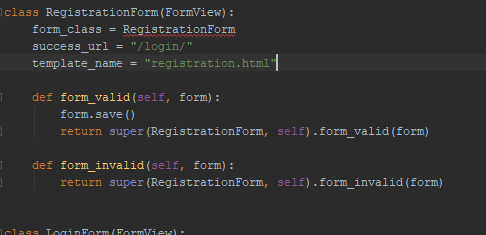 class RegistrationForm(FormView):
    form_class = RegistrationForm
    success_url = "/login/"
    template_name = "registration.html"
    def form_valid(self, form):
        form.save()
        return super(RegistrationForm, self).form_valid(form)
    def form_invalid(self, form):
        return super(RegistrationForm, self).form_invalid(form)
class LoginForm(FormView):